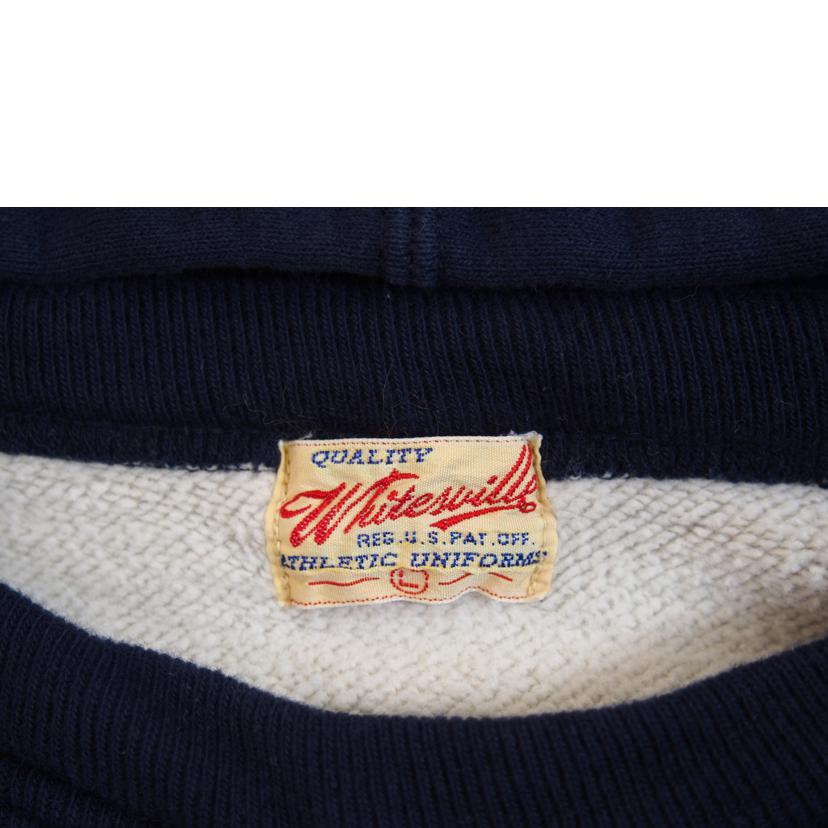 QUALITY
Whitesville
REG.U.S.PAT.OFF.
ATHLETIC UNIFORMS
L